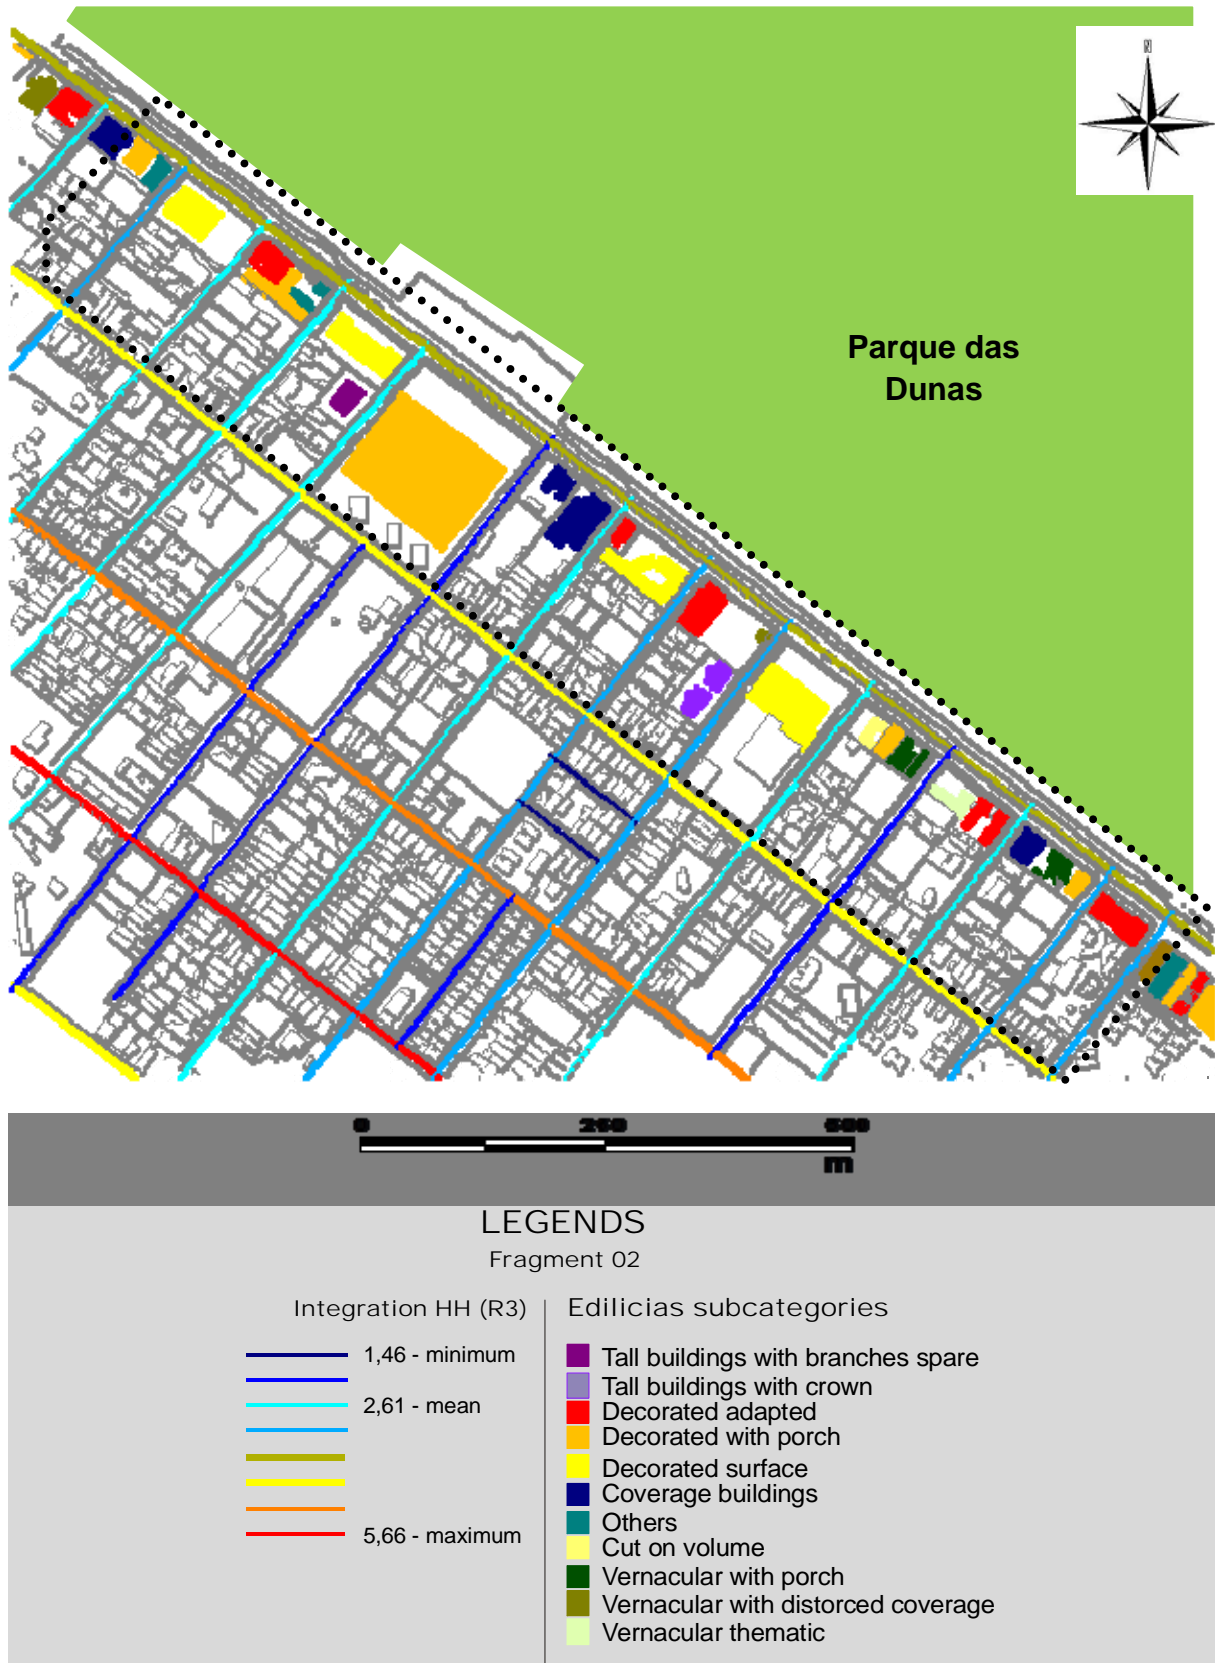 N
Parque das
Dunas
0 250 500
m
LEGENDS
Fragment 02
Integration HH (R3)
1,46 - minimum
2,61 - mean
5,66 - maximum
Edilicias subcategories
Tall buildings with branches spare
Tall buildings with crown
Decorated adapted
Decorated with porch
Decorated surface
Coverage buildings
Others
Cut on volume
Vernacular with porch
Vernacular with distorced coverage
Vernacular thematic